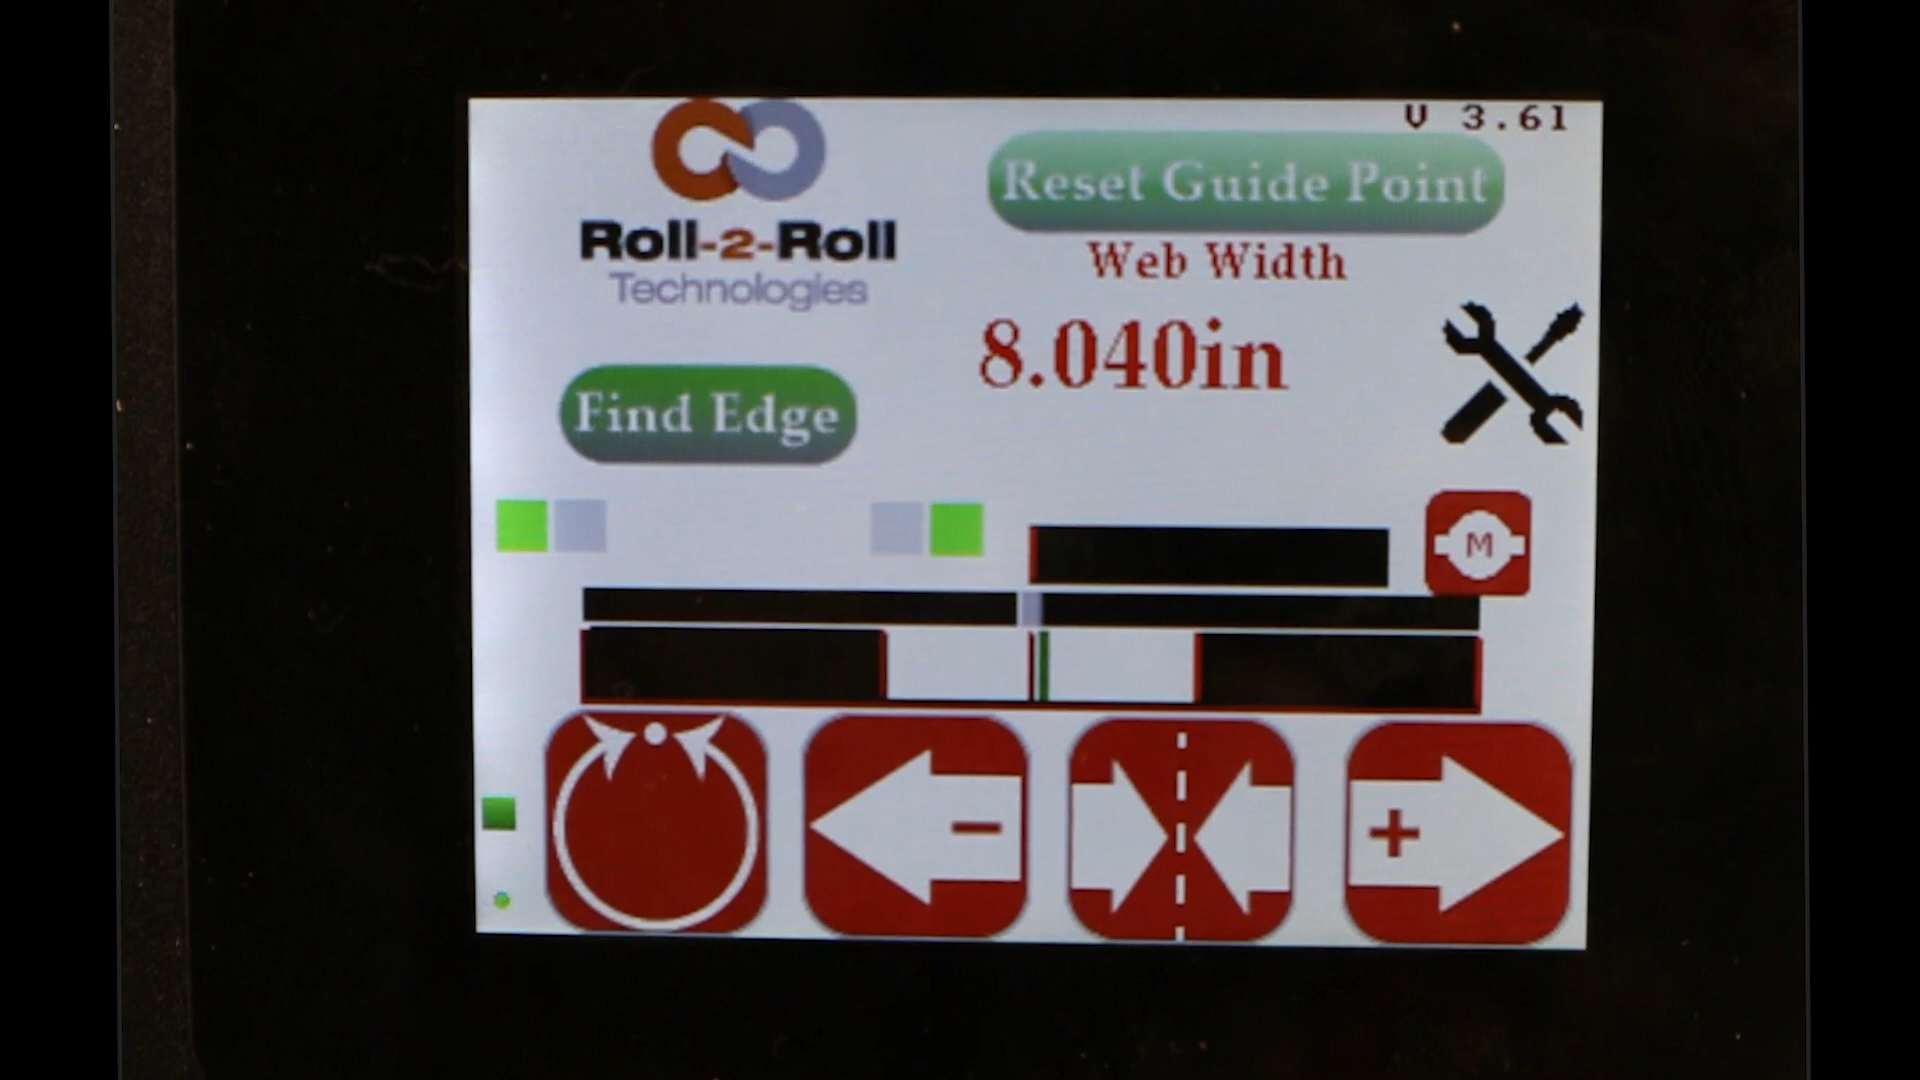 V 3.61
Reset Guide Point
Roll-2-Roll
Technologies
Web Width
8.040in
Find Edge
M
-
+